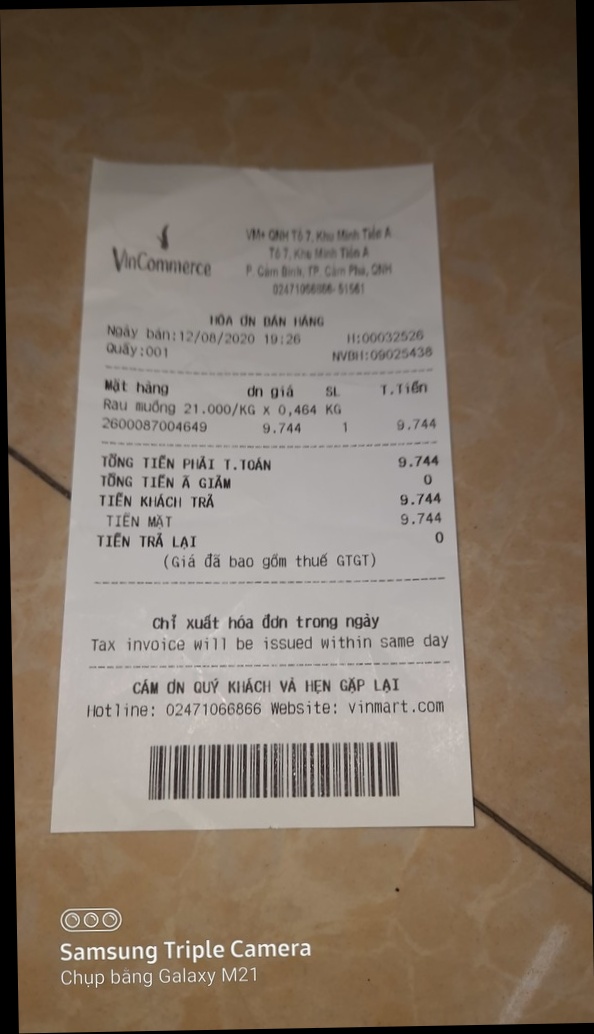 VinCommerce
VM+ QNH Tổ 7, Khu Minh Tiến A
Tổ 7, Khu Minh Tiến A
P. Cẩm Bình, TP. Cẩm Phả, QNH
02471066866-51561
HÓA ƠN BÁN HÀNG
Ngày bán:12/08/2020 19:26 H:00032526
Quầy:001 NVBH:09025436
Mặt hàng ơn giá SL T.Tiền
Rau muống 21.000/KG X 0,464 KG
2600087004649 9.744 1 9.744
TỔNG TIỀN PHẢI T.TOÁN 9.744
TỔNG TIỀN Ã GIẢM 0
TIỀN KHÁCH TRẢ 9.744
TIỀN MẶT 9.744
TIỀN TRẢ LẠI 0
(Giá đã bao gồm thuế GTGT)
Chỉ xuất hóa đơn trong ngày
Tax invoice will be issued within same day
CẢM ƠN QUÝ KHÁCH VÀ HẸN GẶP LẠI
Hotline: 02471066866 Website: vinmart.com
Samsung Triple Camera
Chụp bằng Galaxy M21